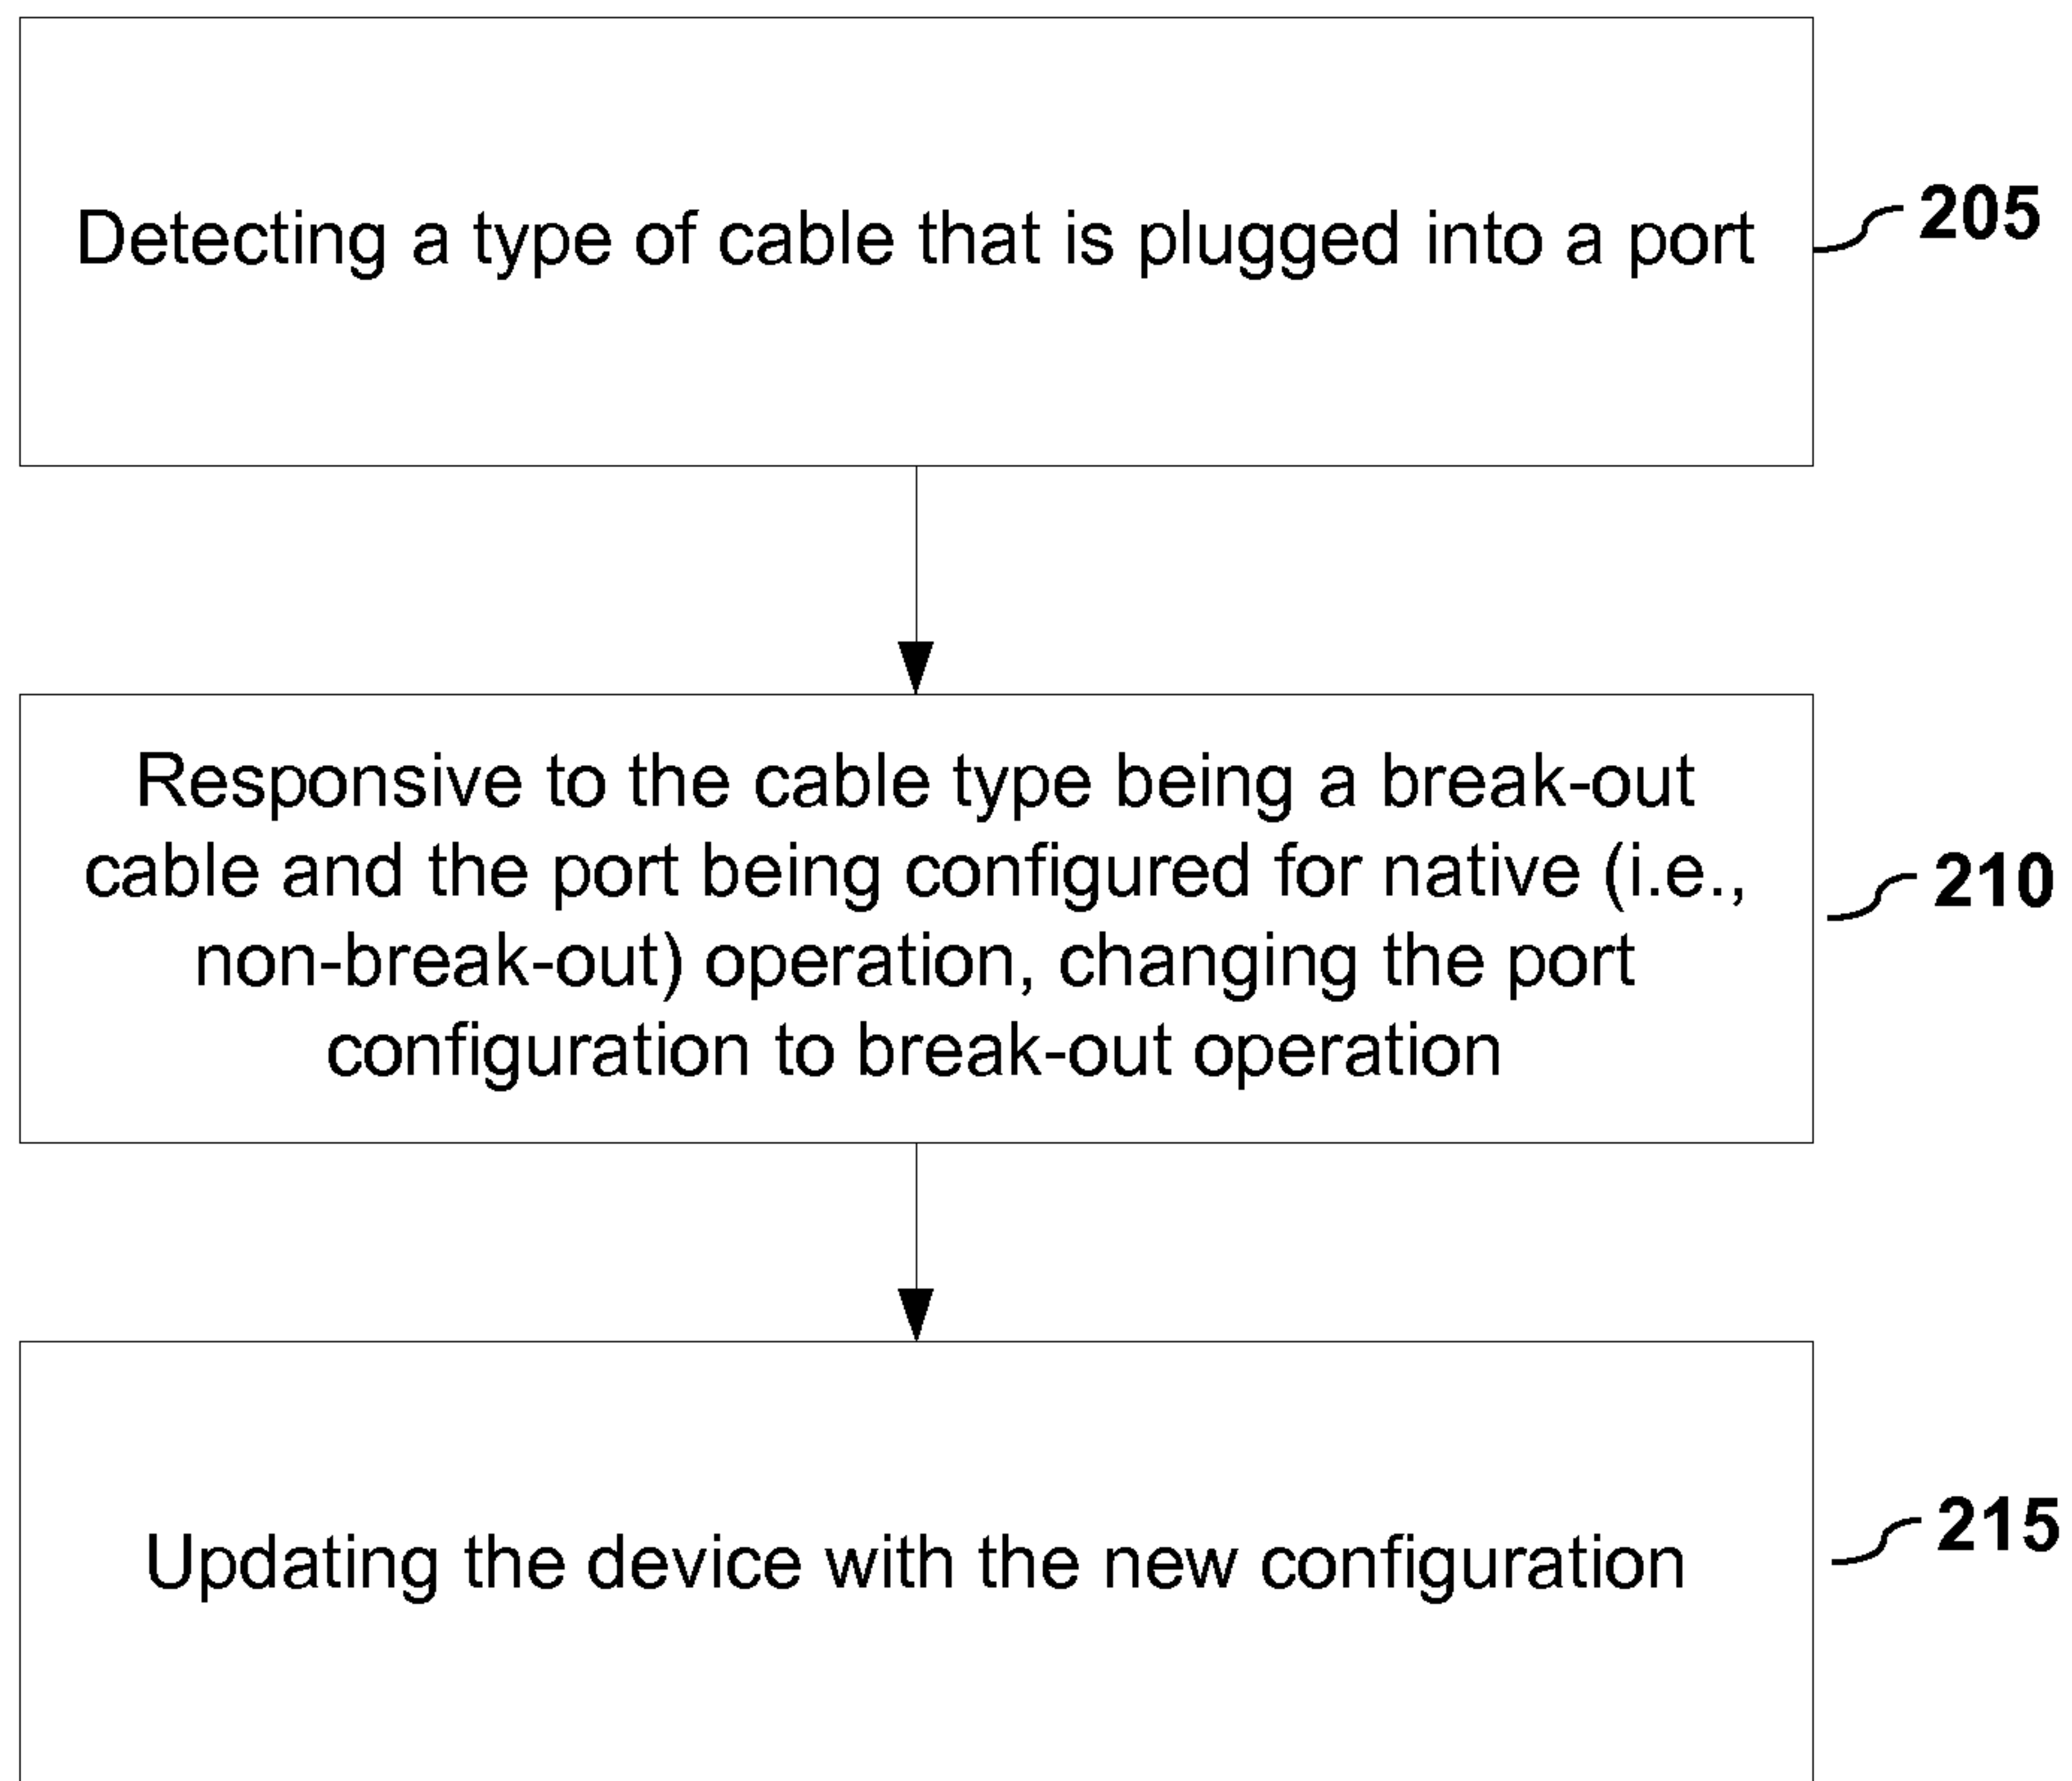 Detecting a type of cable that is plugged into a port
205
Responsive to the cable type being a break-out
cable and the port being configured for native (i.e.,
non-break-out) operation, changing the port
configuration to break-out operation
210
Updating the device with the new configuration
215